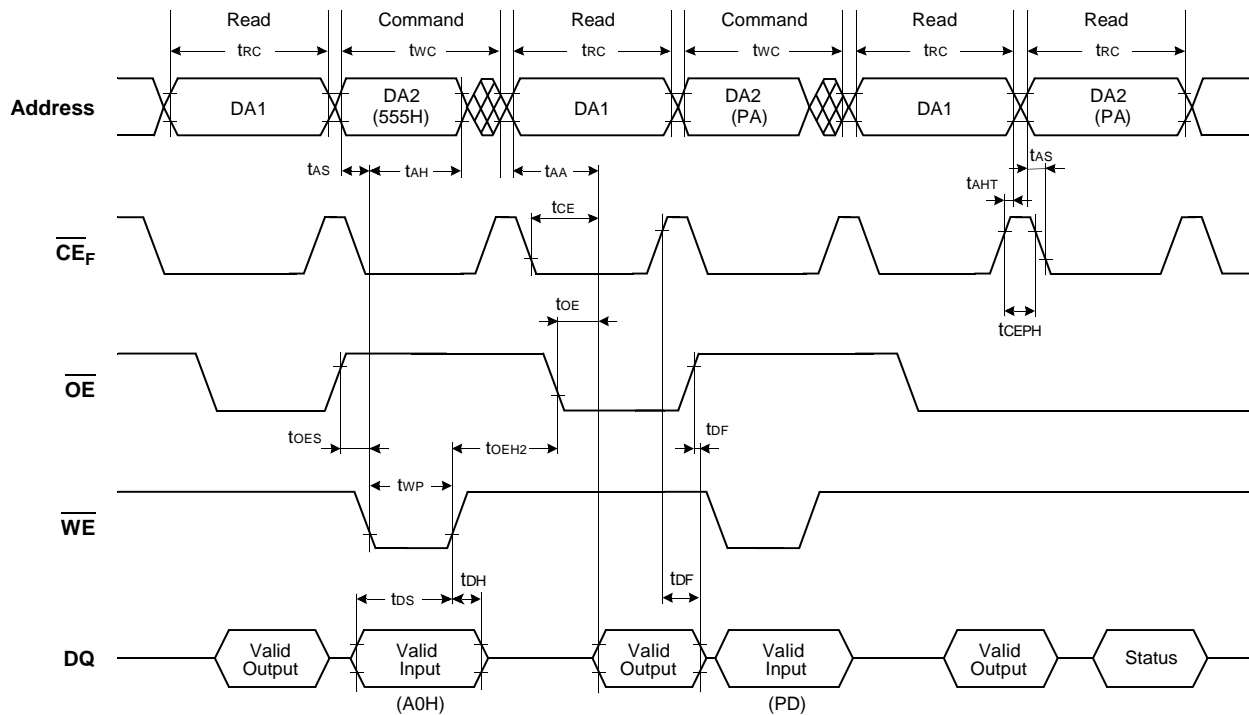 Read Command Read Command Read Read
tRC tWC tRC tWC tRC tRC
Address
DA1
DA2
(555H)
DA1
DA2
(PA)
DA1
DA2
(PA)
tAS tAH tAA tAS
tAHT
tCE
CEF
tOE
tCEPH
OE
tOES tOEH2 tDF
tWP
WE
tDH tDF
tDS
DQ
Valid
Output
Valid
Input
(A0H)
Valid
Output
Valid
Input
(PD)
Valid
Output
Status